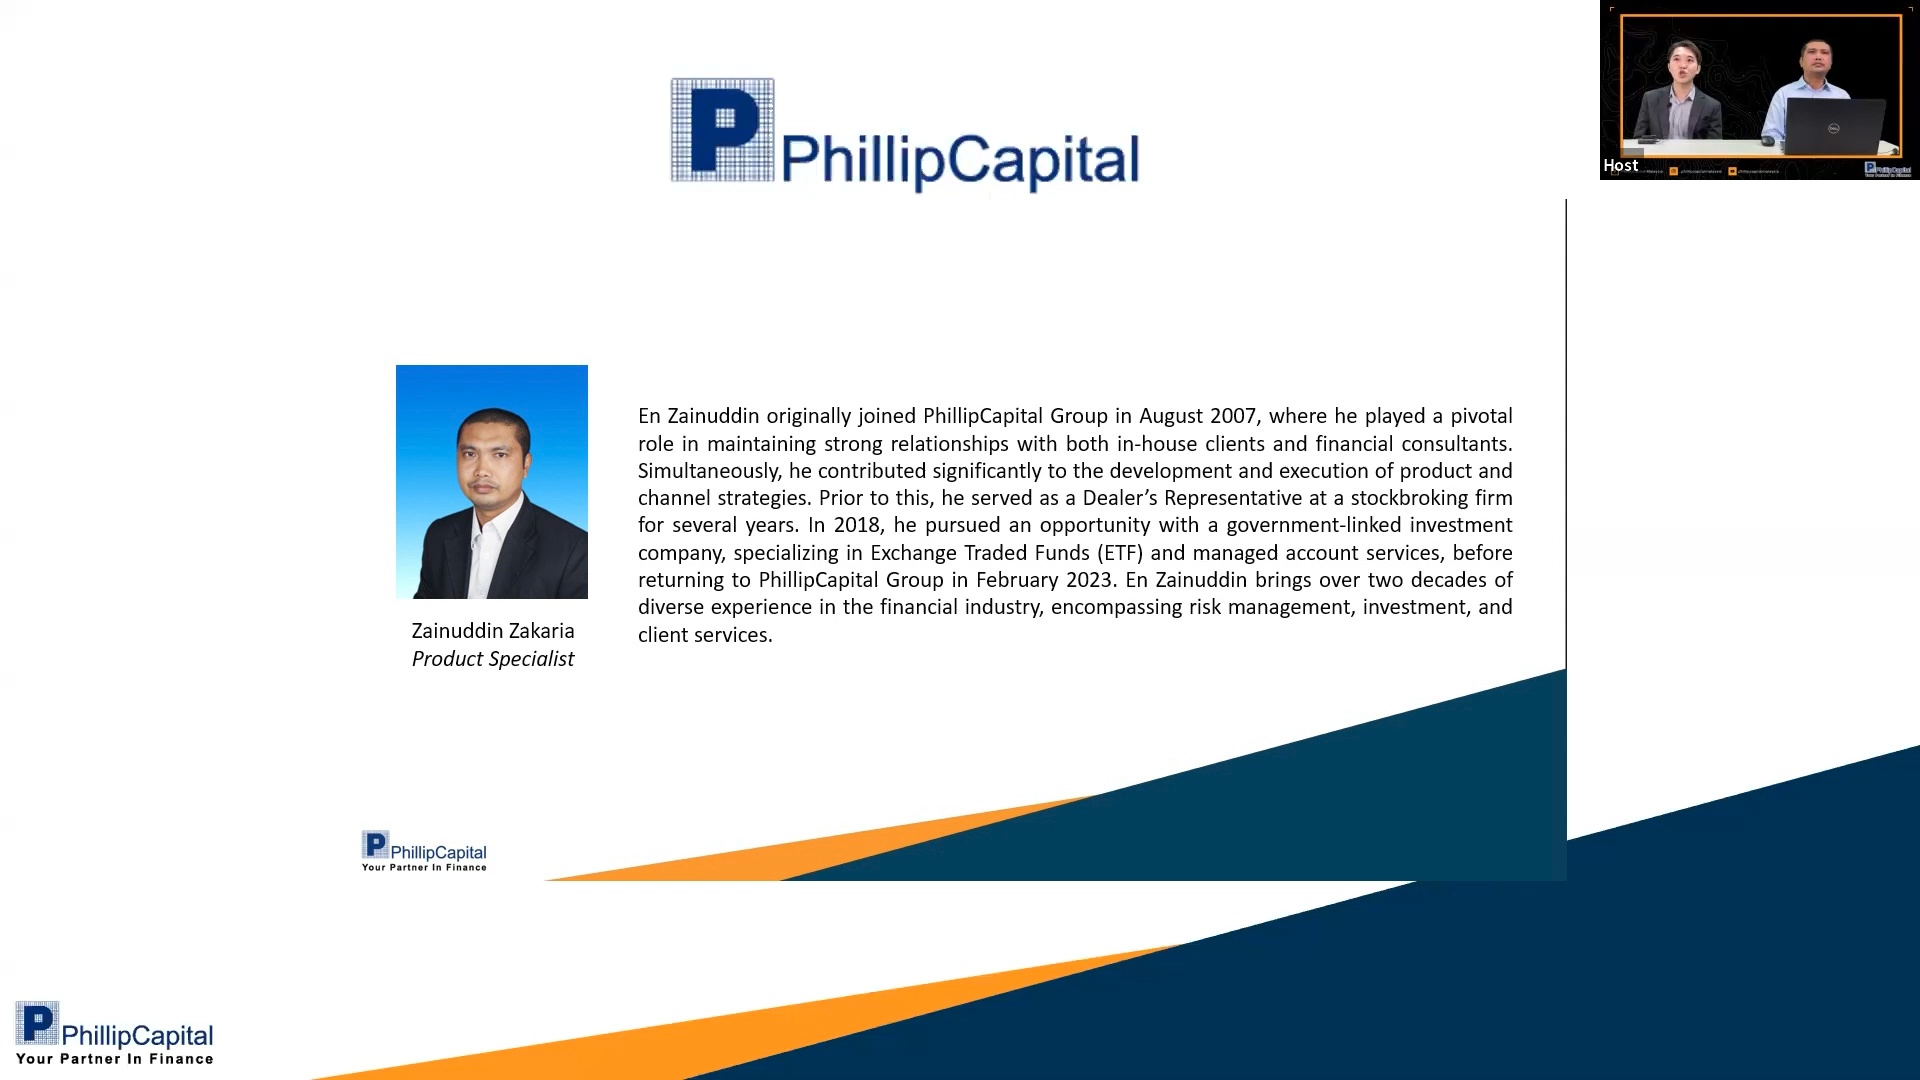 PhillipCapital
Host
En Zainuddin originally joined PhillipCapital Group in August 2007, where he played a pivotal
role in maintaining strong relationships with both in-house clients and financial consultants.
Simultaneously, he contributed significantly to the development and execution of product and
channel strategies. Prior to this, he served as a Dealer’s Representative at a stockbroking firm
for several years. In 2018, he pursued an opportunity with a government-linked investment
company, specializing in Exchange Traded Funds (ETF) and managed account services, before
returning to PhillipCapital Group in February 2023. En Zainuddin brings over two decades of
diverse experience in the financial industry, encompassing risk management, investment, and
client services.
Zainuddin Zakaria
Product Specialist
P PhillipCapital
Your Partner In Finance
P PhillipCapital
Your Partner In Finance